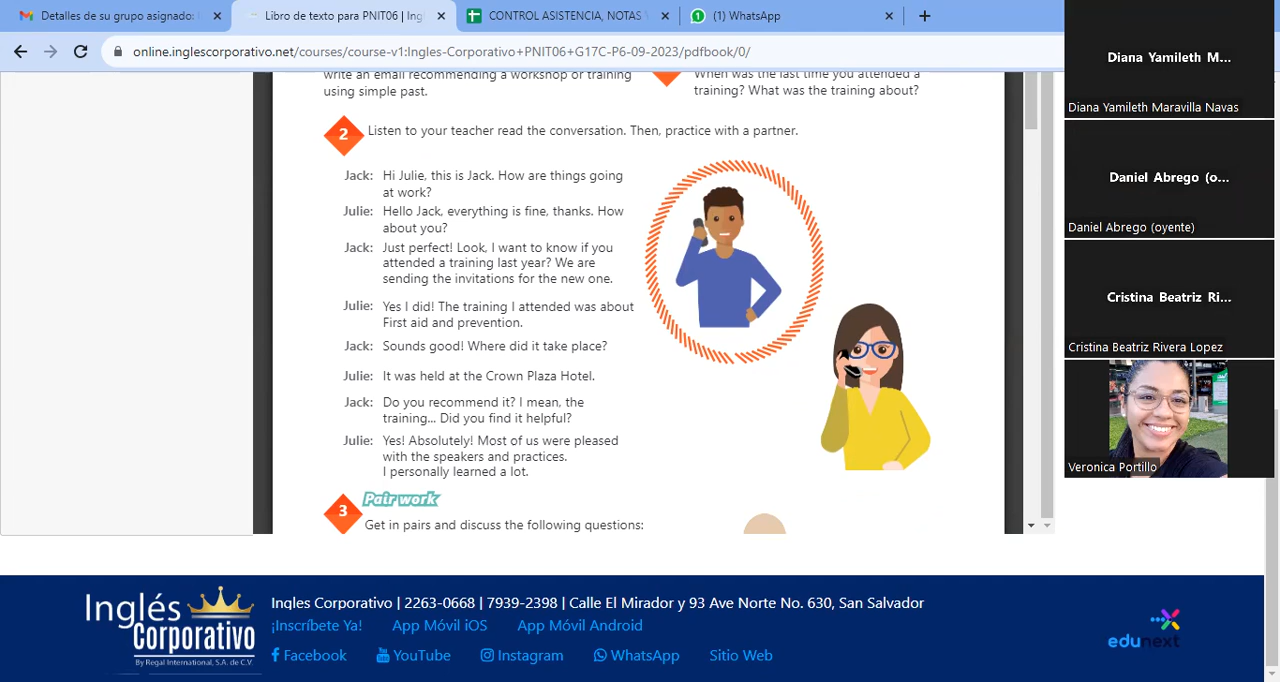 Detalles de su grupo asignado:
Libro de texto para PNIT06 | Ing
CONTROL ASISTENCIA, NOTAS
(1) WhatsApp
online.inglescorporativo.net/courses/course-v1:Ingles-Corporativo+PNIT06+G17C-P6-09-2023/pdfbook/0/
write an email recommending a workshop or training
using simple past.
When was the last time you attended a
training? What was the training about?
2
Listen to your teacher read the conversation. Then, practice with a partner.
Jack: Hi Julie, this is Jack. How are things going
at work?
Julie: Hello Jack, everything is fine, thanks. How
about you?
Jack: Just perfect! Look, I want to know if you
attended a training last year? We are
sending the invitations for the new one.
Julie: Yes I did! The training I attended was about
First aid and prevention.
Jack: Sounds good! Where did it take place?
Julie: It was held at the Crown Plaza Hotel.
Jack: Do you recommend it? I mean, the
training... Did you find it helpful?
Julie: Yes! Absolutely! Most of us were pleased
with the speakers and practices.
I personally learned a lot.
3
Pair work
Get in pairs and discuss the following questions:
Diana Yamileth M...
Diana Yamileth Maravilla Navas
Daniel Abrego (o...
Daniel Abrego (oyente)
Cristina Beatriz Ri...
Cristina Beatriz Rivera Lopez
Veronica Portillo
Inglés
Corporativo
By Regal International, S.A. de C.V.
Ingles Corporativo | 2263-0668 | 7939-2398 | Calle El Mirador y 93 Ave Norte No. 630, San Salvador
¡Inscríbete Ya! App Móvil iOS App Móvil Android
Facebook YouTube Instagram WhatsApp Sitio Web
edunext